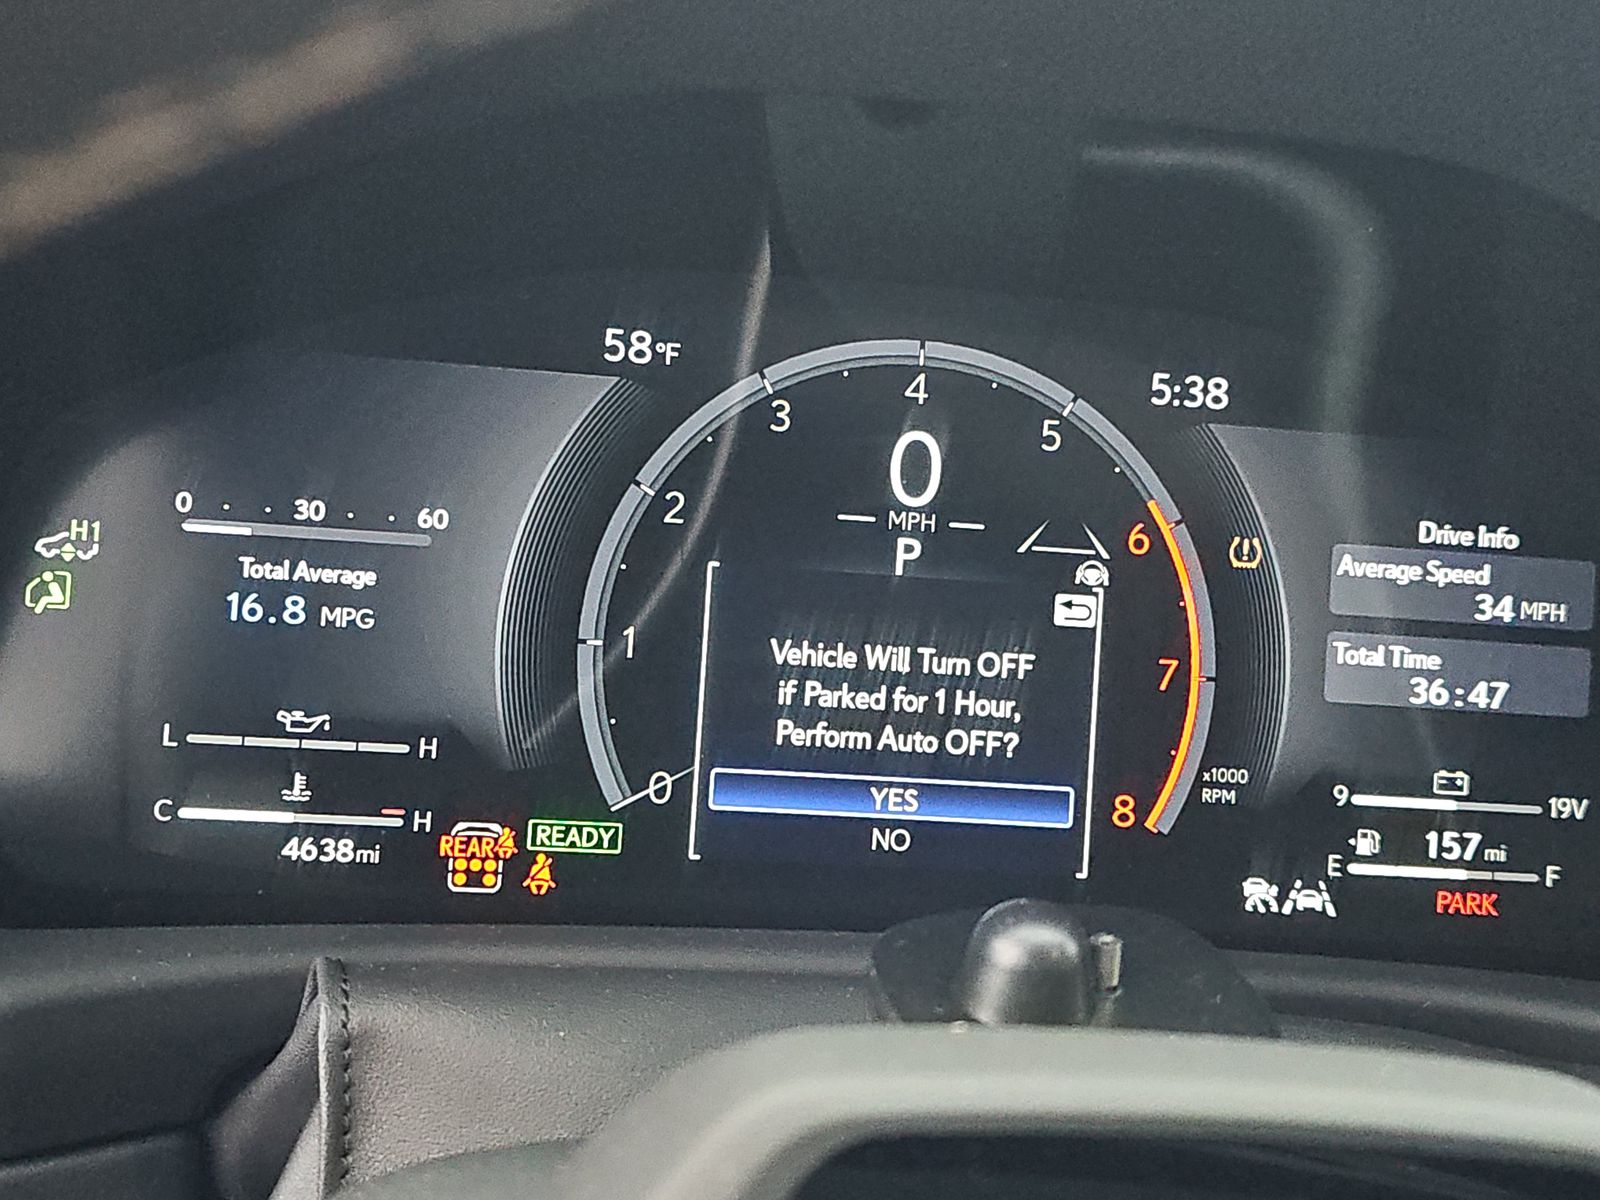 58°F
5:38
3
4
5
2
6
1
7
0
8
x1000
RPM
0
MPH
P
H1
0 30 60
Total Average
16.8 MPG
L H
C H
4638mi
REAR
READY
Vehicle Will Turn OFF
if Parked for 1 Hour,
Perform Auto OFF?
YES
NO
Drive Info
Average Speed
34 MPH
Total Time
36:47
9 19V
157 mi
E F
PARK